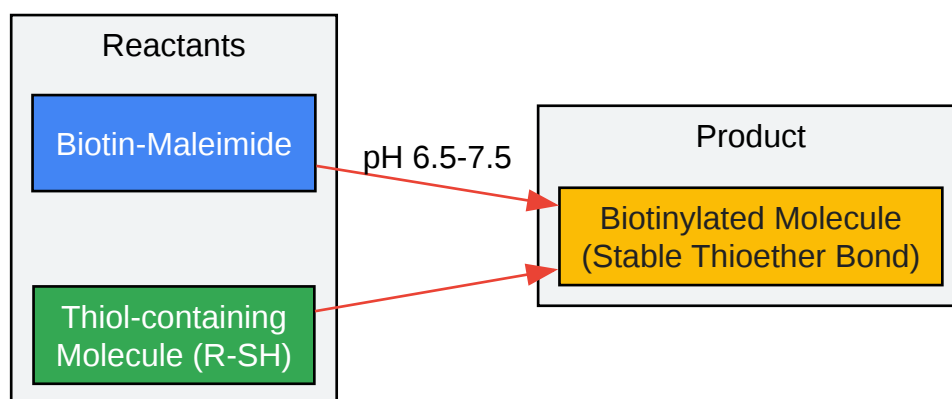 Reactants
Biotin-Maleimide
pH 6.5-7.5
Thiol-containing
Molecule (R-SH)
Product
Biotinylated Molecule
(Stable Thioether Bond)